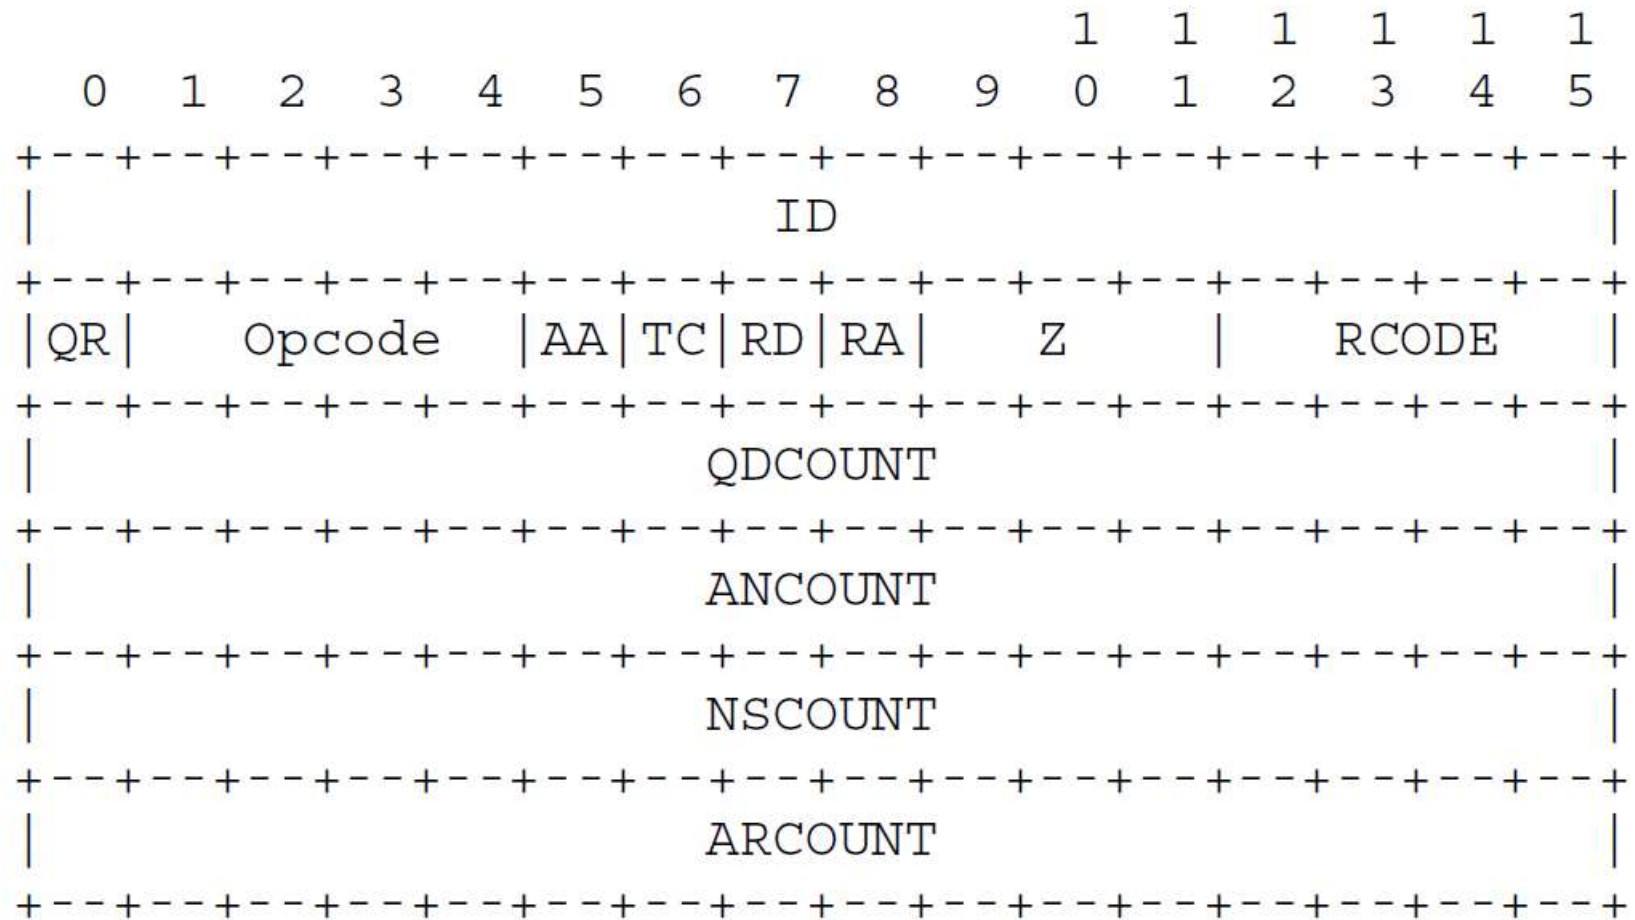 1  1  1  1  1  1
  0  1  2  3  4  5  6  7  8  9  0  1  2  3  4  5
+--+--+--+--+--+--+--+--+--+--+--+--+--+--+--+--+
|                      ID                       |
+--+--+--+--+--+--+--+--+--+--+--+--+--+--+--+--+
|QR|   Opcode  |AA|TC|RD|RA|   Z    |   RCODE   |
+--+--+--+--+--+--+--+--+--+--+--+--+--+--+--+--+
|                    QDCOUNT                    |
+--+--+--+--+--+--+--+--+--+--+--+--+--+--+--+--+
|                    ANCOUNT                    |
+--+--+--+--+--+--+--+--+--+--+--+--+--+--+--+--+
|                    NSCOUNT                    |
+--+--+--+--+--+--+--+--+--+--+--+--+--+--+--+--+
|                    ARCOUNT                    |
+--+--+--+--+--+--+--+--+--+--+--+--+--+--+--+--+